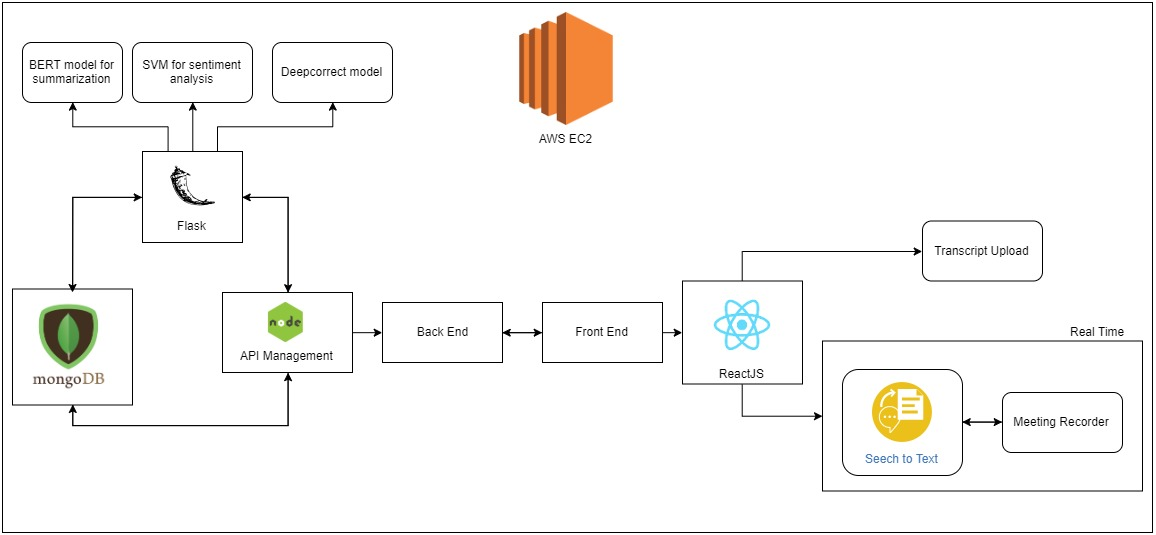 AWS EC2
BERT model for
summarization
SVM for sentiment
analysis
Deepcorrect model
Flask
mongoDB
node
API Management
Back End
Front End
ReactJS
Transcript Upload
Real Time
Seech to Text
Meeting Recorder